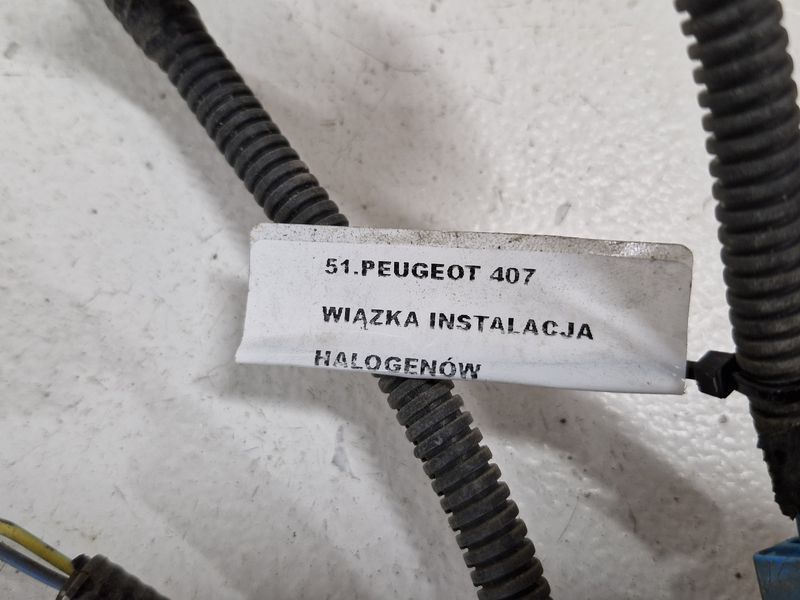 51.PEUGEOT 407
WIĄZKA INSTALACJA
HALOGENÓW